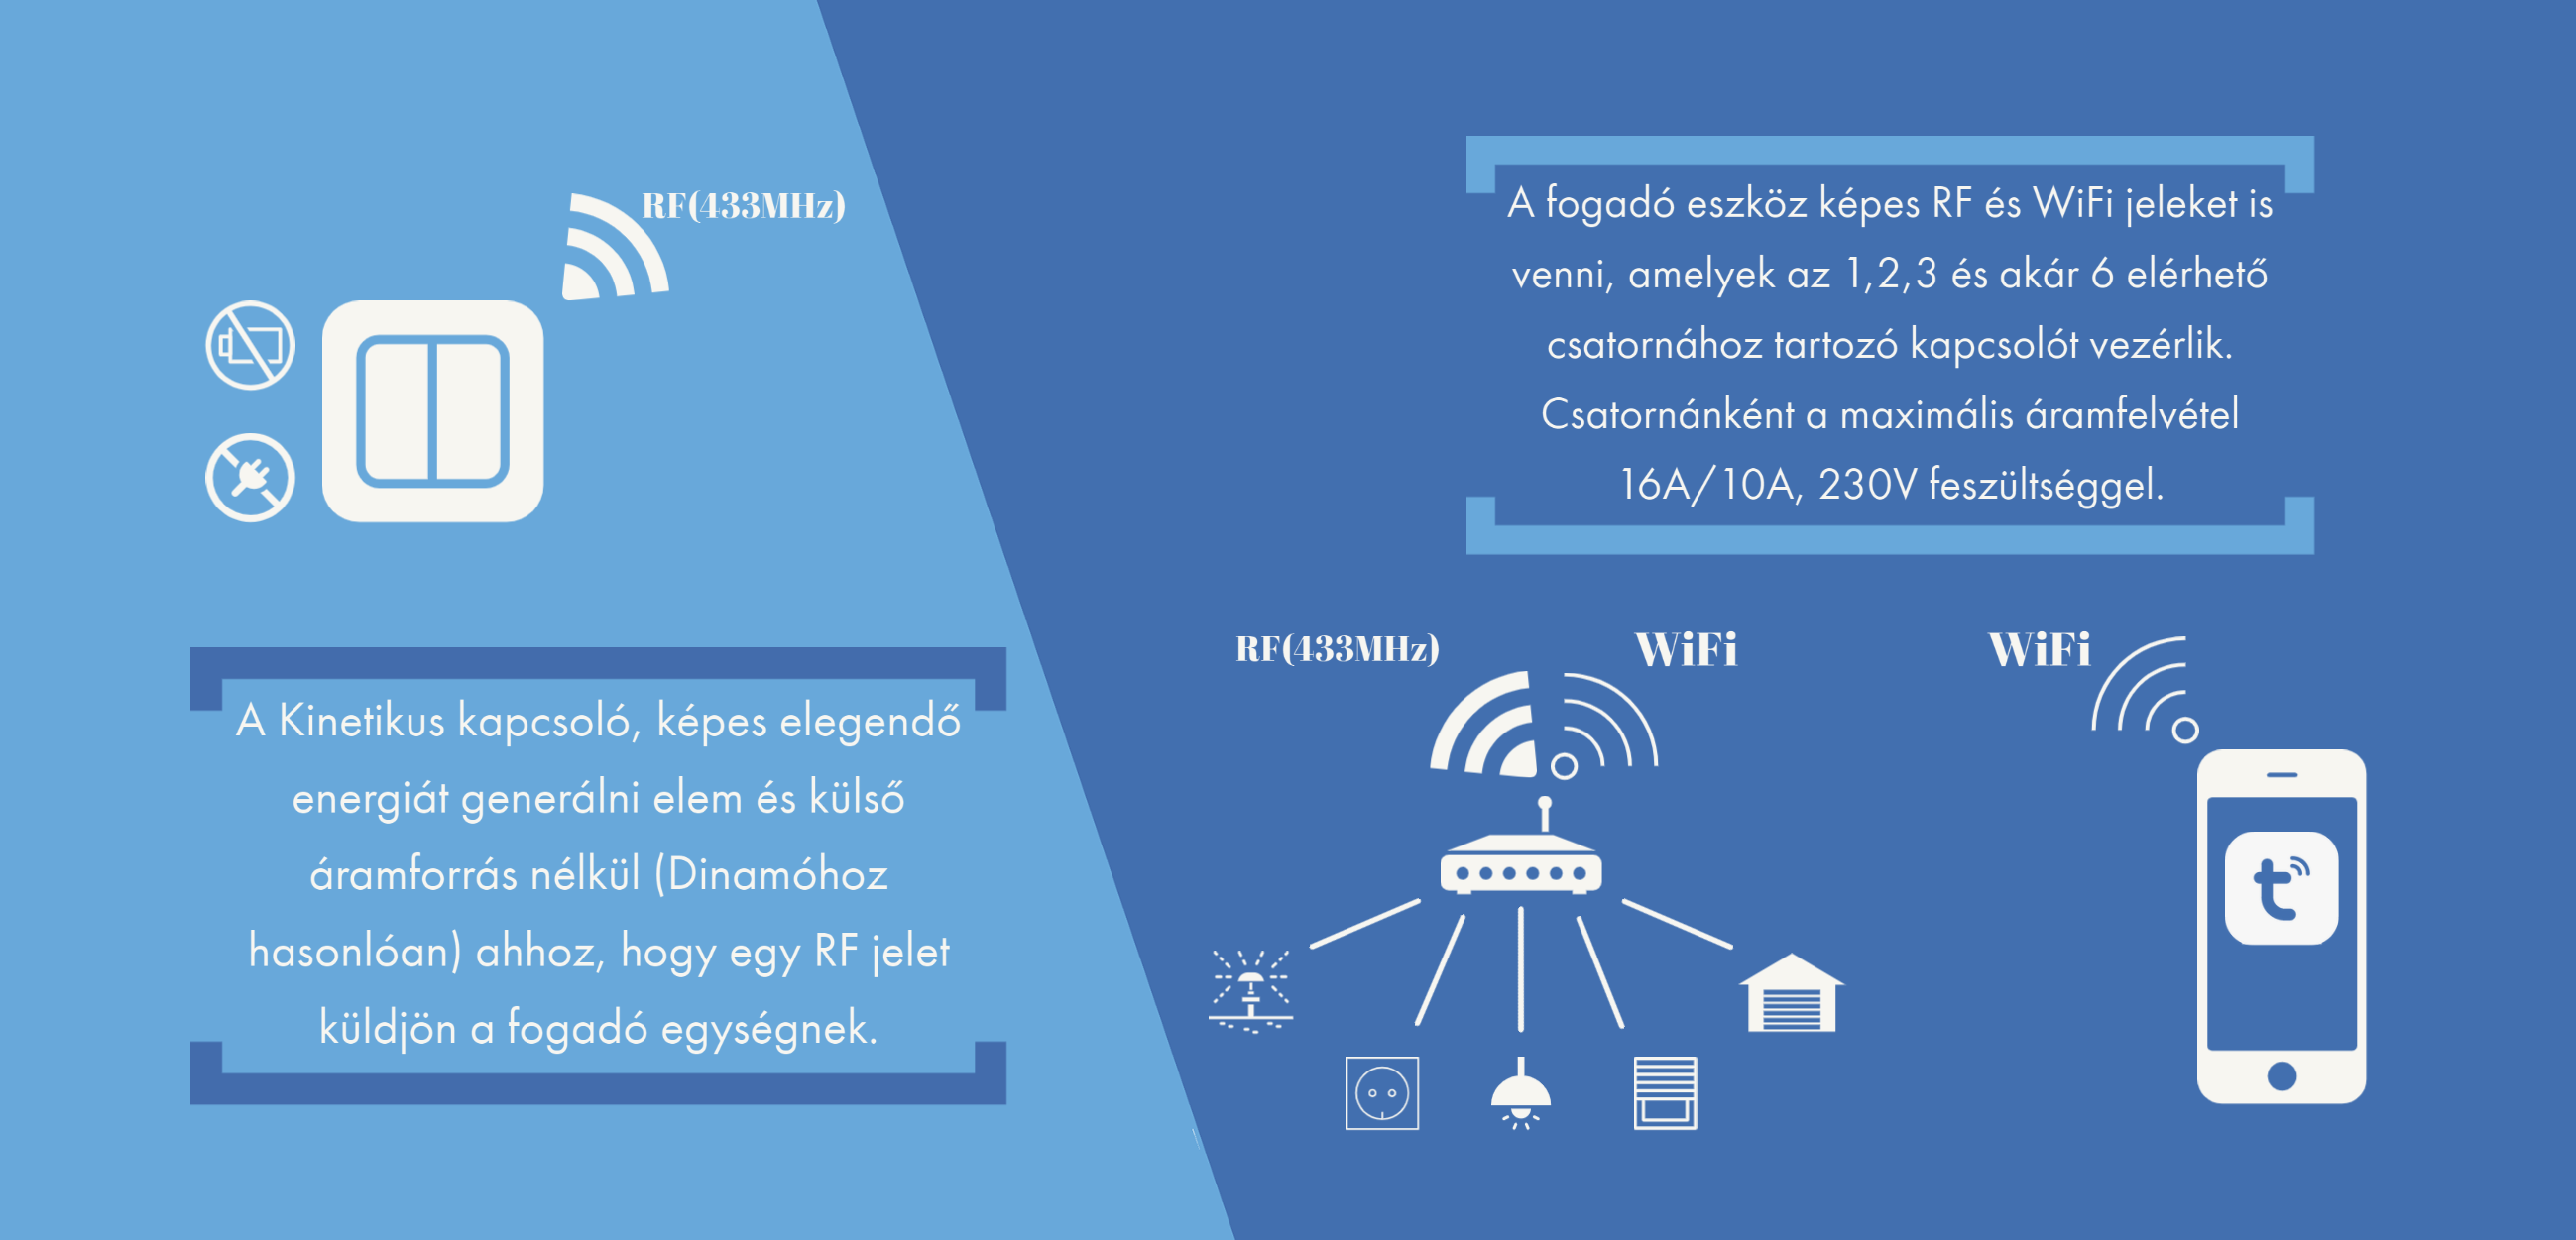 RF(433MHz)
A Kinetikus kapcsoló, képes elegendő
energiát generálni elem és külső
áramforrás nélkül (Dinamóhoz
hasonlóan) ahhoz, hogy egy RF jelet
küldjön a fogadó egységnek.
A fogadó eszköz képes RF és WiFi jeleket is
venni, amelyek az 1,2,3 és akár 6 elérhető
csatornához tartozó kapcsolót vezérlik.
Csatornánként a maximális áramfelvétel
16A/10A, 230V feszültséggel.
RF(433MHz)
WiFi
WiFi
t